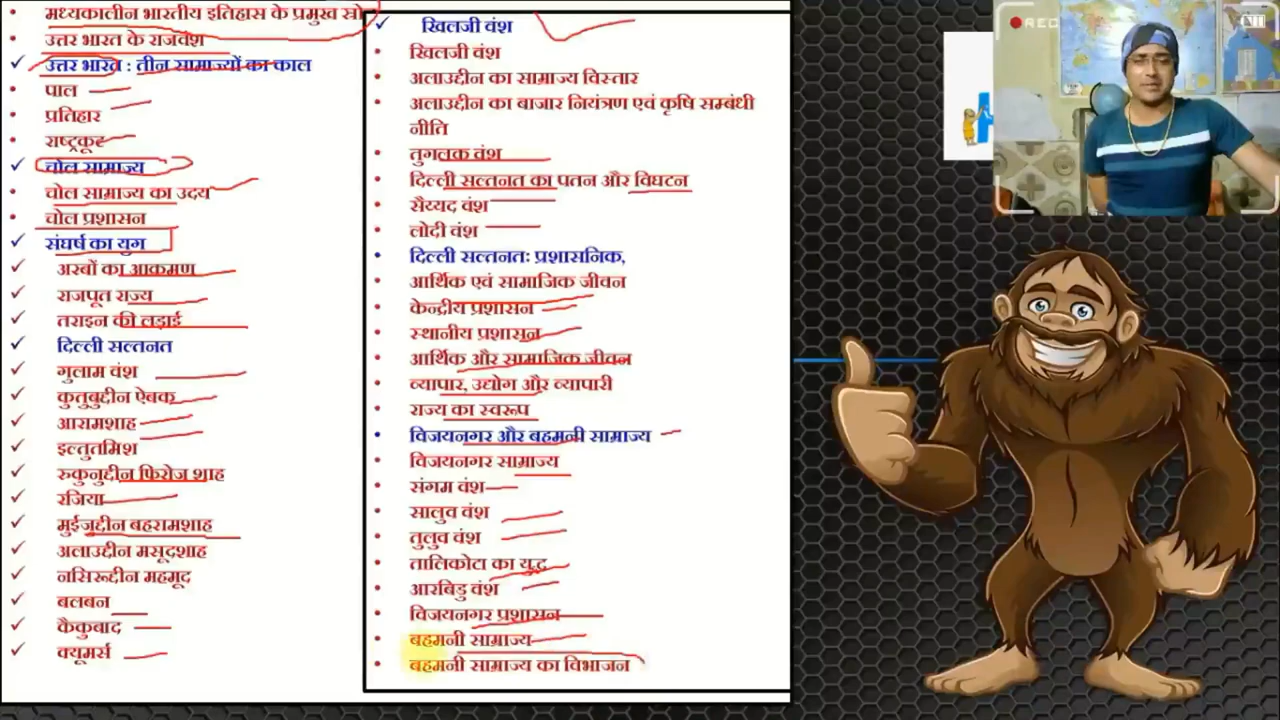 मध्यकालीन भारतीय इतिहास के प्रमुख
उत्तर भारत के राजवंश
उत्तर भारत : तीन साम्राज्यों का काल
पाल
प्रतिहार
राष्ट्रकूट
चोल साम्राज्य
चोल साम्राज्य का उदय
चोल प्रशासन
संघर्ष का युग
अरबों का आक्रमण
राजपूत राज्य
तराइन की लड़ाई
दिल्ली सल्तनत
गुलाम वंश
कुतुबुद्दीन ऐबक
आरामशाह
इल्तुतमिश
रुकुनुद्दीन फिरोज शाह
रजिया
मुईजुद्दीन बहरामशाह
अलाउद्दीन मसूदशाह
नसिरूद्दीन महमूद
बलबन
कैकुबाद
क्यूमर्स
खिलजी वंश
खिलजी वंश
अलाउद्दीन का साम्राज्य विस्तार
अलाउद्दीन का बाजार नियंत्रण एवं कृषि सम्बंधी
नीति
तुगलक वंश
दिल्ली सल्तनत का पतन और विघटन
सैय्यद वंश
लोदी वंश
दिल्ली सल्तनतः प्रशासनिक,
आर्थिक एवं सामाजिक जीवन
केन्द्रीय प्रशासन
स्थानीय प्रशासन
आर्थिक और सामाजिक जीवन
व्यापार, उद्योग और व्यापारी
राज्य का स्वरूप
विजयनगर और बहमनी साम्राज्य
विजयनगर साम्राज्य
संगम वंश
सालुव वंश
तुलुव वंश
तालिकोटा का युद्ध
आरबिडु वंश
विजयनगर प्रशासन
बहमनी साम्राज्य
बहमनी साम्राज्य का विभाजन
REC